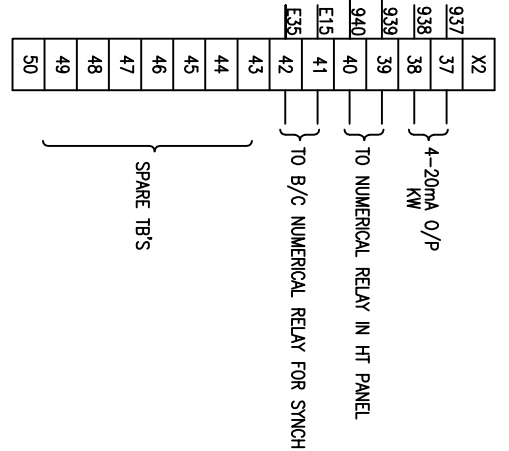 937
938
939
940
E15
E35
X2
37
38
39
40
41
42
43
44
45
46
47
48
49
50
4-20mA O/P
KW
TO NUMERICAL RELAY IN HT PANEL
TO B/C NUMERICAL RELAY FOR SYNCH
SPARE TB'S